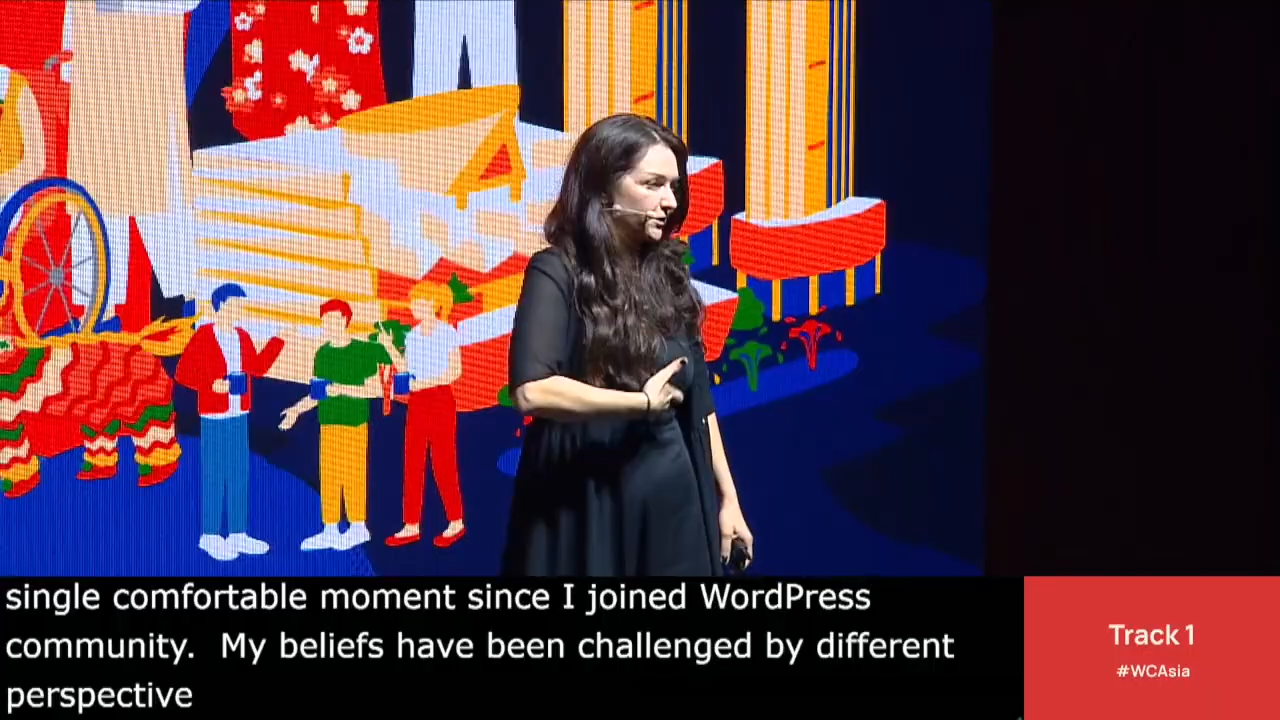 single comfortable moment since I joined WordPress
community.  My beliefs have been challenged by different
perspective
Track 1
#WCAsia